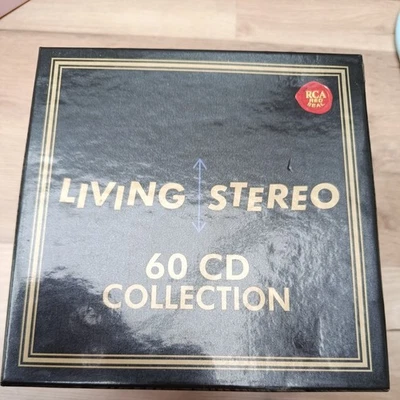 RCA
RED
SEAL
LIVING STEREO
60 CD
COLLECTION